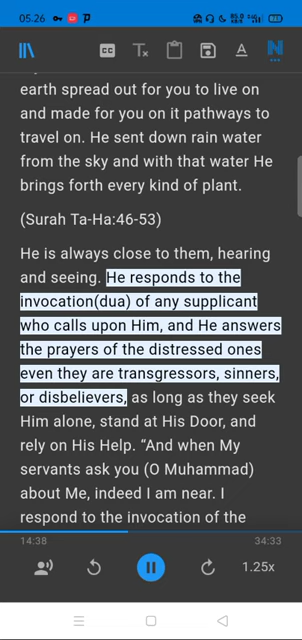 05.26
earth spread out for you to live on
and made for you on it pathways to
travel on. He sent down rain water
from the sky and with that water He
brings forth every kind of plant.
(Surah Ta-Ha:46-53)
He is always close to them, hearing
and seeing. He responds to the
invocation(dua) of any supplicant
who calls upon Him, and He answers
the prayers of the distressed ones
even they are transgressors, sinners,
or disbelievers, as long as they seek
Him alone, stand at His Door, and
rely on His Help. “And when My
servants ask you (O Muhammad)
about Me, indeed I am near. I
respond to the invocation of the
14:38 34:33
1.25x